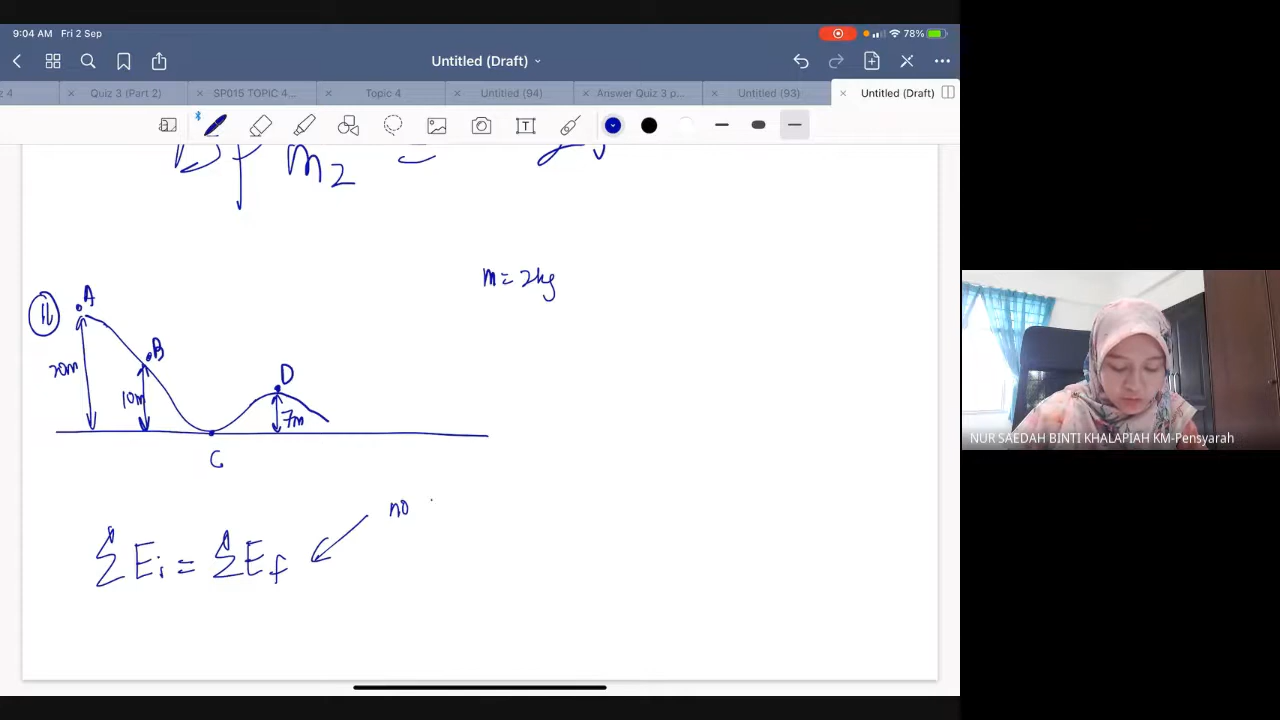 9:04 AM Fri 2 Sep
78%
Untitled (Draft)
z 4
Quiz 3 (Part 2)
SP015 TOPIC 4...
Topic 4
Untitled (94)
Answer Quiz 3 p...
Untitled (93)
Untitled (Draft)
m2
m = 2kg
11
A
B
20m
10m
D
7m
C
no
ΣEi = ΣEf
NUR SAEDAH BINTI KHALAPIAH KM-Pensyarah